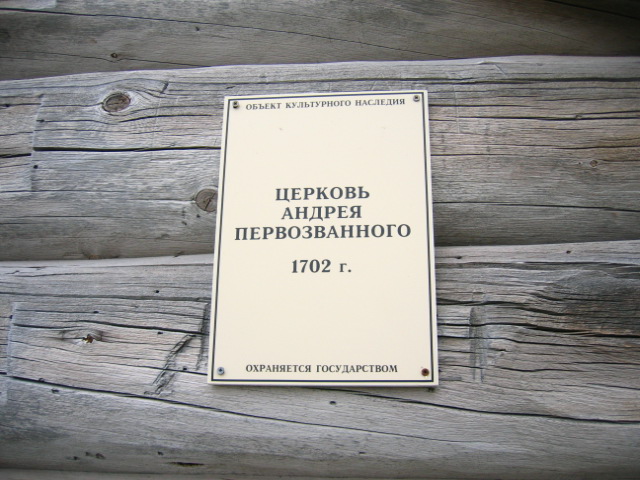 ОБЪЕКТ КУЛЬТУРНОГО НАСЛЕДИЯ
ЦЕРКОВЬ
АНДРЕЯ
ПЕРВОЗВАННОГО
1702 г.
ОХРАНЯЕТСЯ ГОСУДАРСТВОМ